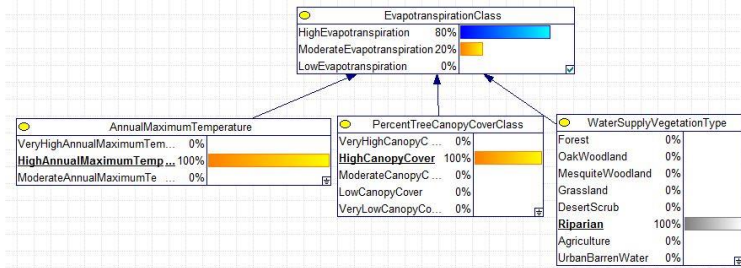 EvapotranspirationClass
HighEvapotranspiration 80%
ModerateEvapotranspiration 20%
LowEvapotranspiration 0%
AnnualMaximumTemperature
VeryHighAnnualMaximumTem... 0%
HighAnnualMaximumTemp ... 100%
ModerateAnnualMaximumTe ... 0%
PercentTreeCanopyCoverClass
VeryHighCanopyC ... 0%
HighCanopyCover 100%
ModerateCanopyC ... 0%
LowCanopyCover 0%
VeryLowCanopyCo... 0%
WaterSupplyVegetationType
Forest 0%
OakWoodland 0%
MesquiteWoodland 0%
Grassland 0%
DesertScrub 0%
Riparian 100%
Agriculture 0%
UrbanBarrenWater 0%